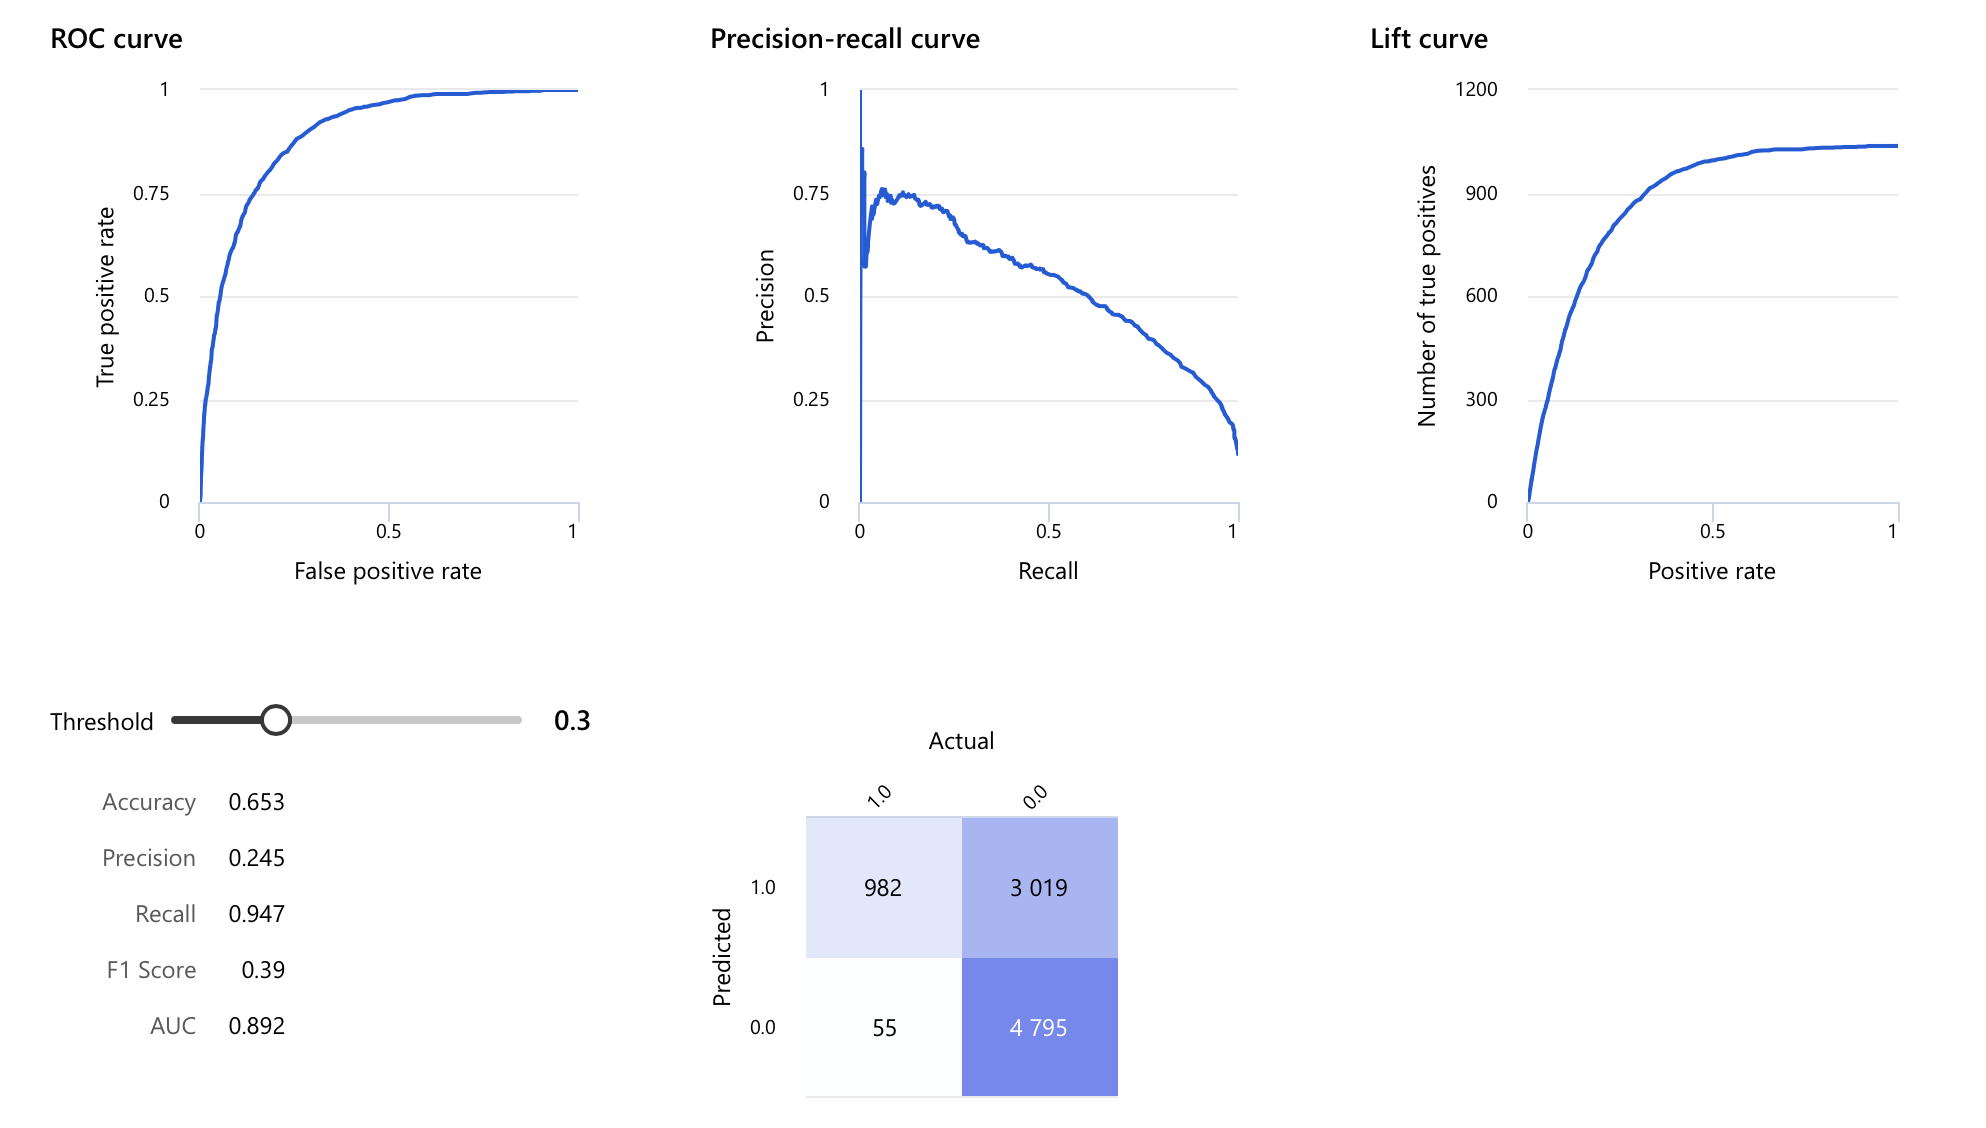 ROC curve
1
0.75
0.5
0.25
0
True positive rate
0 0.5 1
False positive rate
Precision-recall curve
1
0.75
0.5
0.25
0
Precision
0 0.5 1
Recall
Lift curve
1200
900
600
300
0
Number of true positives
0 0.5 1
Positive rate
Threshold 0.3
Accuracy 0.653
Precision 0.245
Recall 0.947
F1 Score 0.39
AUC 0.892
Actual
1.0 0.0
Predicted
1.0 982 3 019
0.0 55 4 795